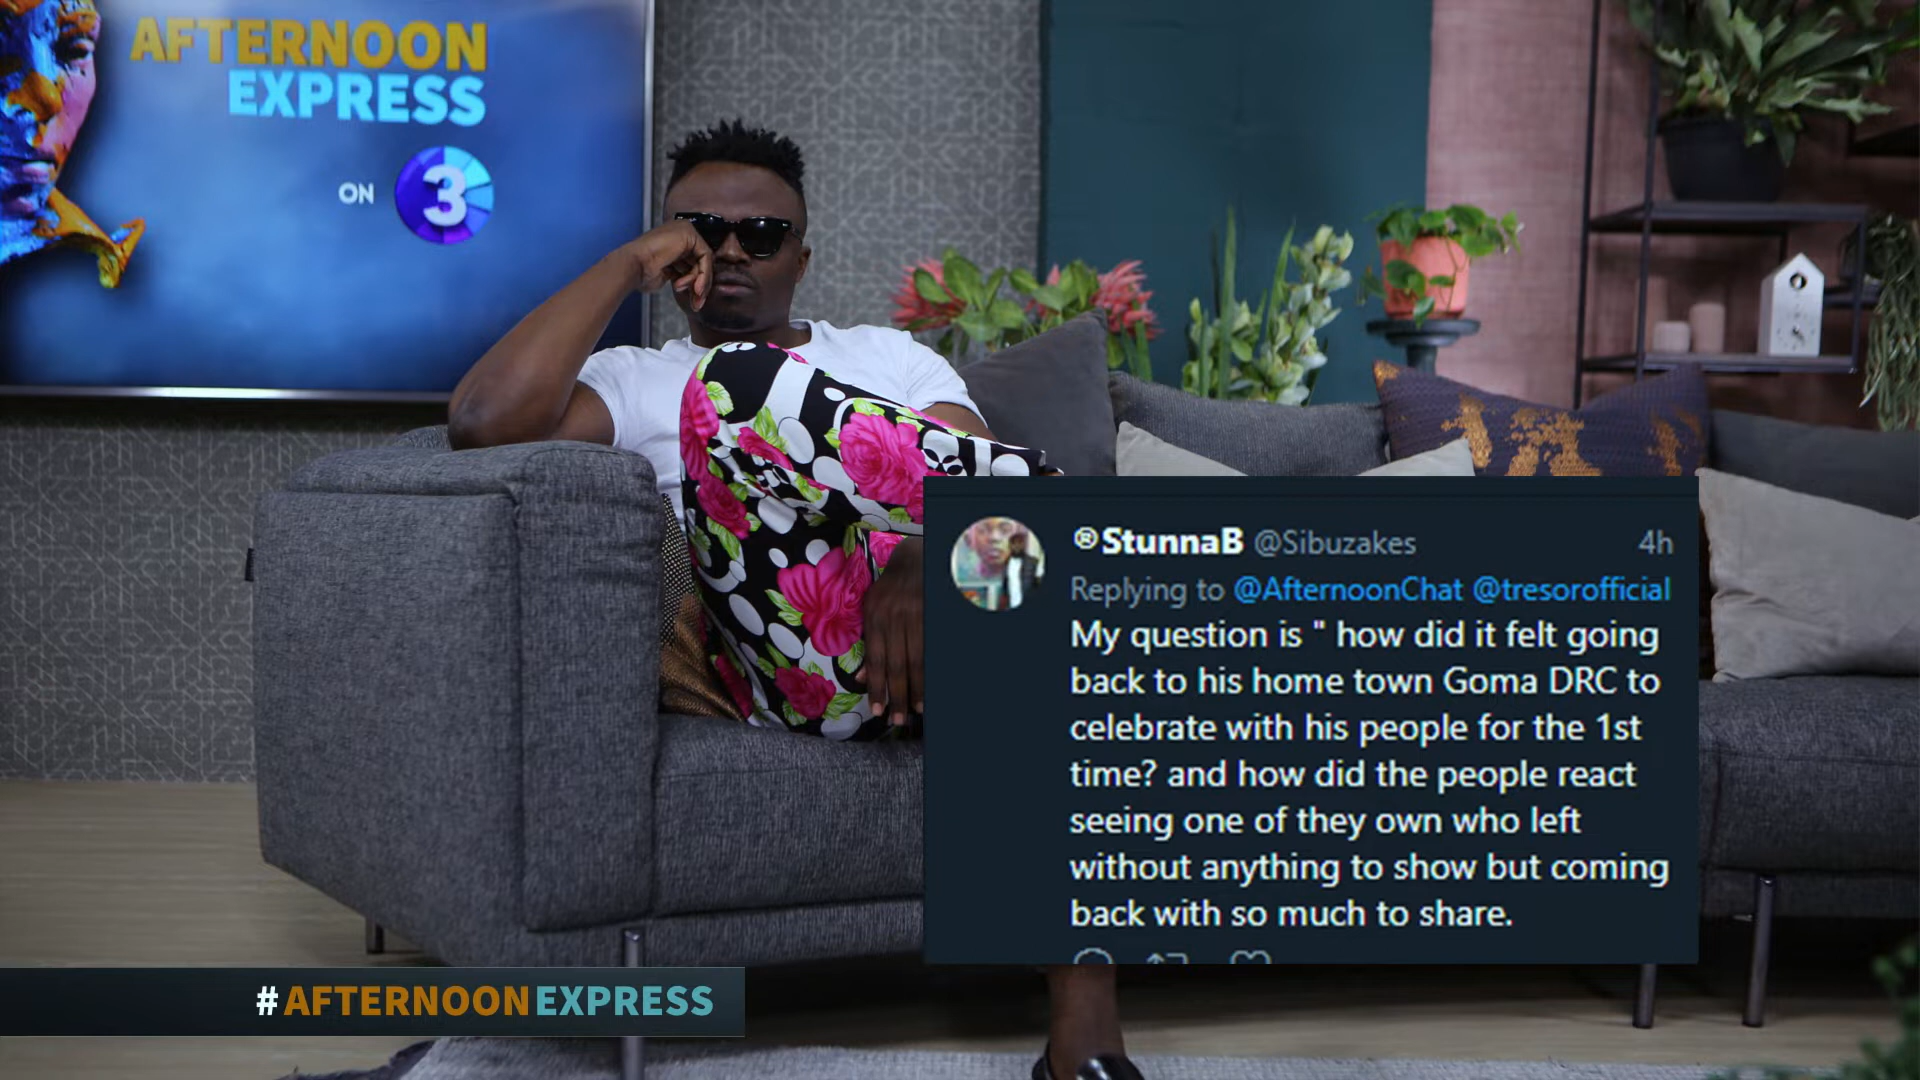 AFTERNOON
EXPRESS
ON 3
®StunnaB @Sibuzakes 4h
Replying to @AfternoonChat @tresorofficial
My question is " how did it felt going
back to his home town Goma DRC to
celebrate with his people for the 1st
time? and how did the people react
seeing one of they own who left
without anything to show but coming
back with so much to share.
#AFTERNOONEXPRESS